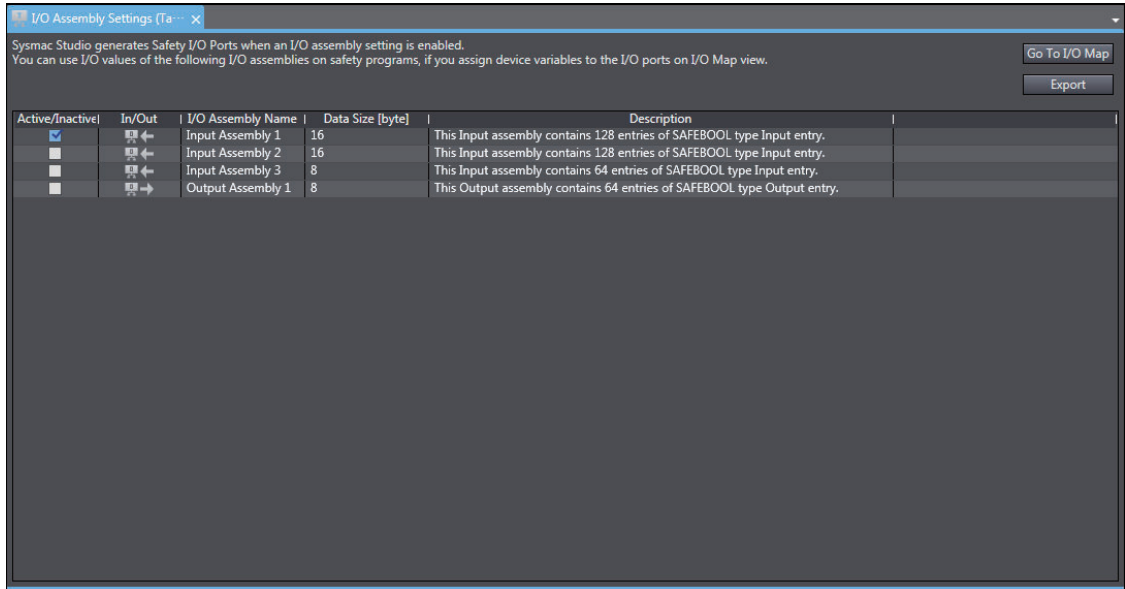 I/O Assembly Settings (Ta···
Sysmac Studio generates Safety I/O Ports when an I/O assembly setting is enabled.
You can use I/O values of the following I/O assemblies on safety programs, if you assign device variables to the I/O ports on I/O Map view.
Go To I/O Map
Export
Active/Inactive In/Out I/O Assembly Name Data Size [byte] Description
Input Assembly 1 16 This Input assembly contains 128 entries of SAFEBOOL type Input entry.
Input Assembly 2 16 This Input assembly contains 128 entries of SAFEBOOL type Input entry.
Input Assembly 3 8 This Input assembly contains 64 entries of SAFEBOOL type Input entry.
Output Assembly 1 8 This Output assembly contains 64 entries of SAFEBOOL type Output entry.